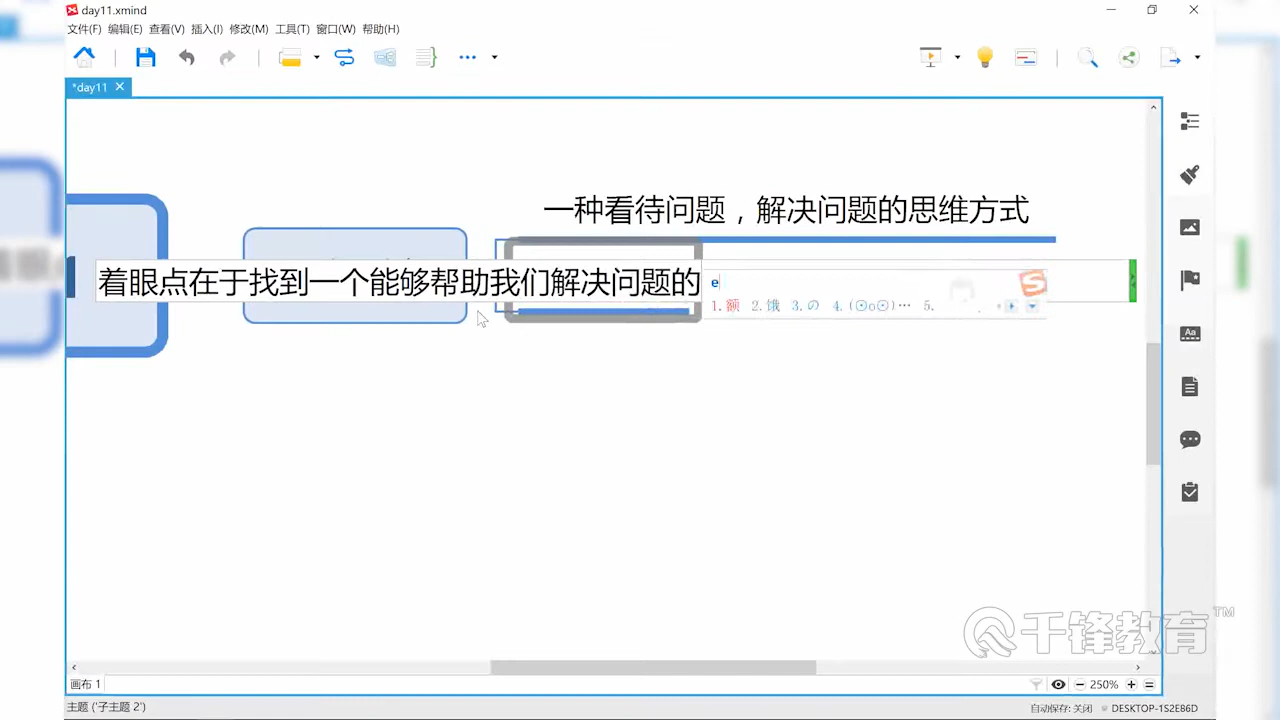 day11.xmind
文件(F) 编辑(E) 查看(V) 插入(I) 修改(M) 工具(T) 窗口(W) 帮助(H)
*day11
一种看待问题，解决问题的思维方式
着眼点在于找到一个能够帮助我们解决问题的
e
1.额 2.饿 3.の 4.(⊙o⊙)… 5.
Aa
千锋教育 TM
画布 1
250%
主题 ('子主题 2')
自动保存: 关闭
DESKTOP-1S2E86D